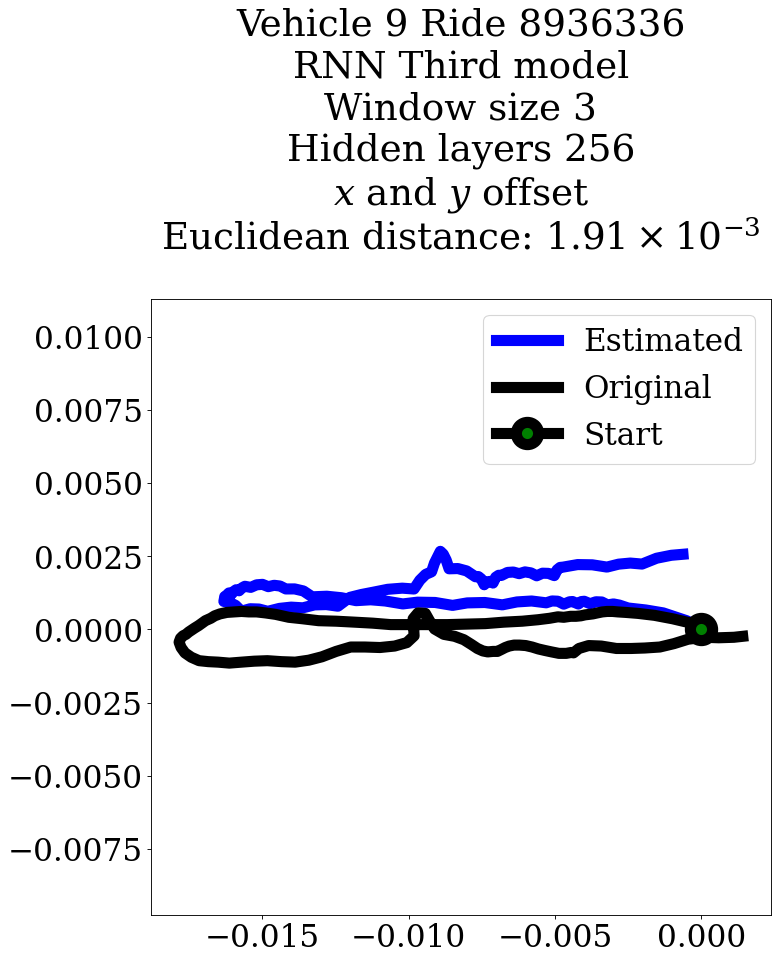 Vehicle 9 Ride 8936336
RNN Third model
Window size 3
Hidden layers 256
x and y offset
Euclidean distance: 1.91 × 10⁻³
Estimated
Original
Start
0.0100
0.0075
0.0050
0.0025
0.0000
−0.0025
−0.0050
−0.0075
−0.015 −0.010 −0.005 0.000